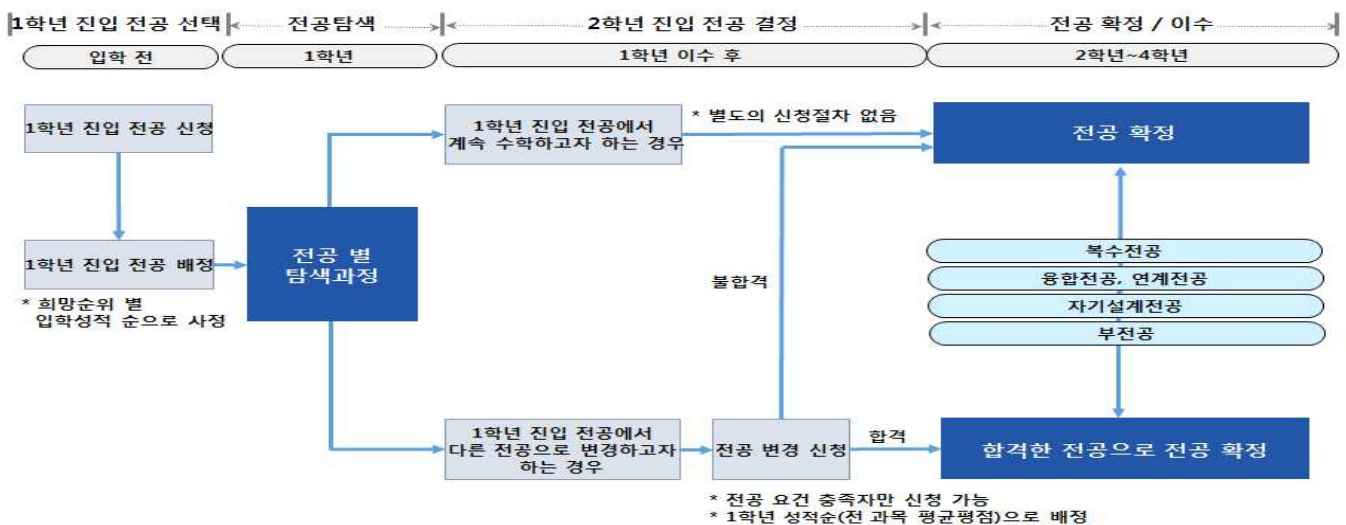 1학년 진입 전공 선택
전공탐색
2학년 진입 전공 결정
전공 확정 / 이수
입학 전
1학년
1학년 이수 후
2학년~4학년
1학년 진입 전공 신청
1학년 진입 전공 배정
* 희망순위 별
입학성적 순으로 사정
전공 별
탐색과정
1학년 진입 전공에서
계속 수학하고자 하는 경우
* 별도의 신청절차 없음
전공 확정
불합격
복수전공
융합전공, 연계전공
자기설계전공
부전공
1학년 진입 전공에서
다른 전공으로 변경하고자
하는 경우
전공 변경 신청
합격
합격한 전공으로 전공 확정
* 전공 요건 충족자만 신청 가능
* 1학년 성적순(전 과목 평균평점)으로 배정